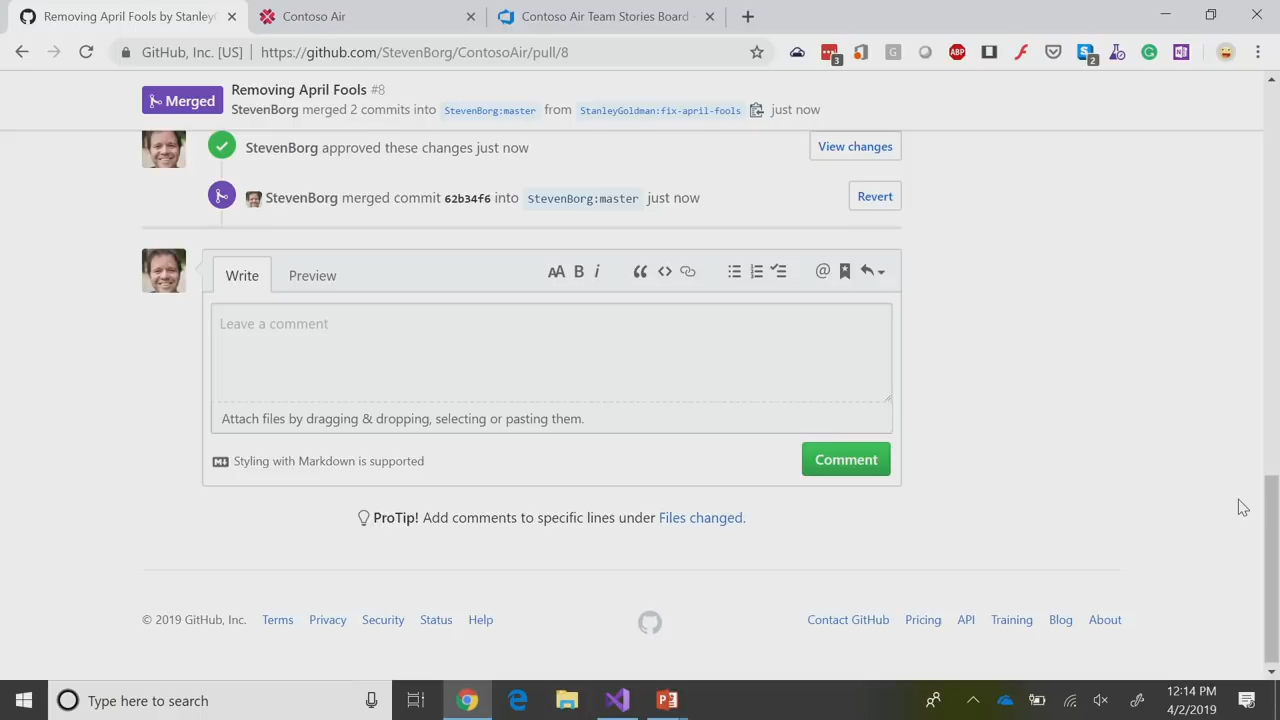 Removing April Fools by Stanley
Contoso Air
Contoso Air Team Stories Board
GitHub, Inc. [US] | https://github.com/StevenBorg/ContosoAir/pull/8
3
G
ABP
2
Merged
Removing April Fools #8
StevenBorg merged 2 commits into StevenBorg:master from StanleyGoldman:fix-april-fools just now
StevenBorg approved these changes just now
View changes
StevenBorg merged commit 62b34f6 into StevenBorg:master just now
Revert
Write
Preview
AA B i
Leave a comment
Attach files by dragging & dropping, selecting or pasting them.
Styling with Markdown is supported
Comment
ProTip! Add comments to specific lines under Files changed.
© 2019 GitHub, Inc. Terms Privacy Security Status Help
Contact GitHub Pricing API Training Blog About
Type here to search
12:14 PM
4/2/2019